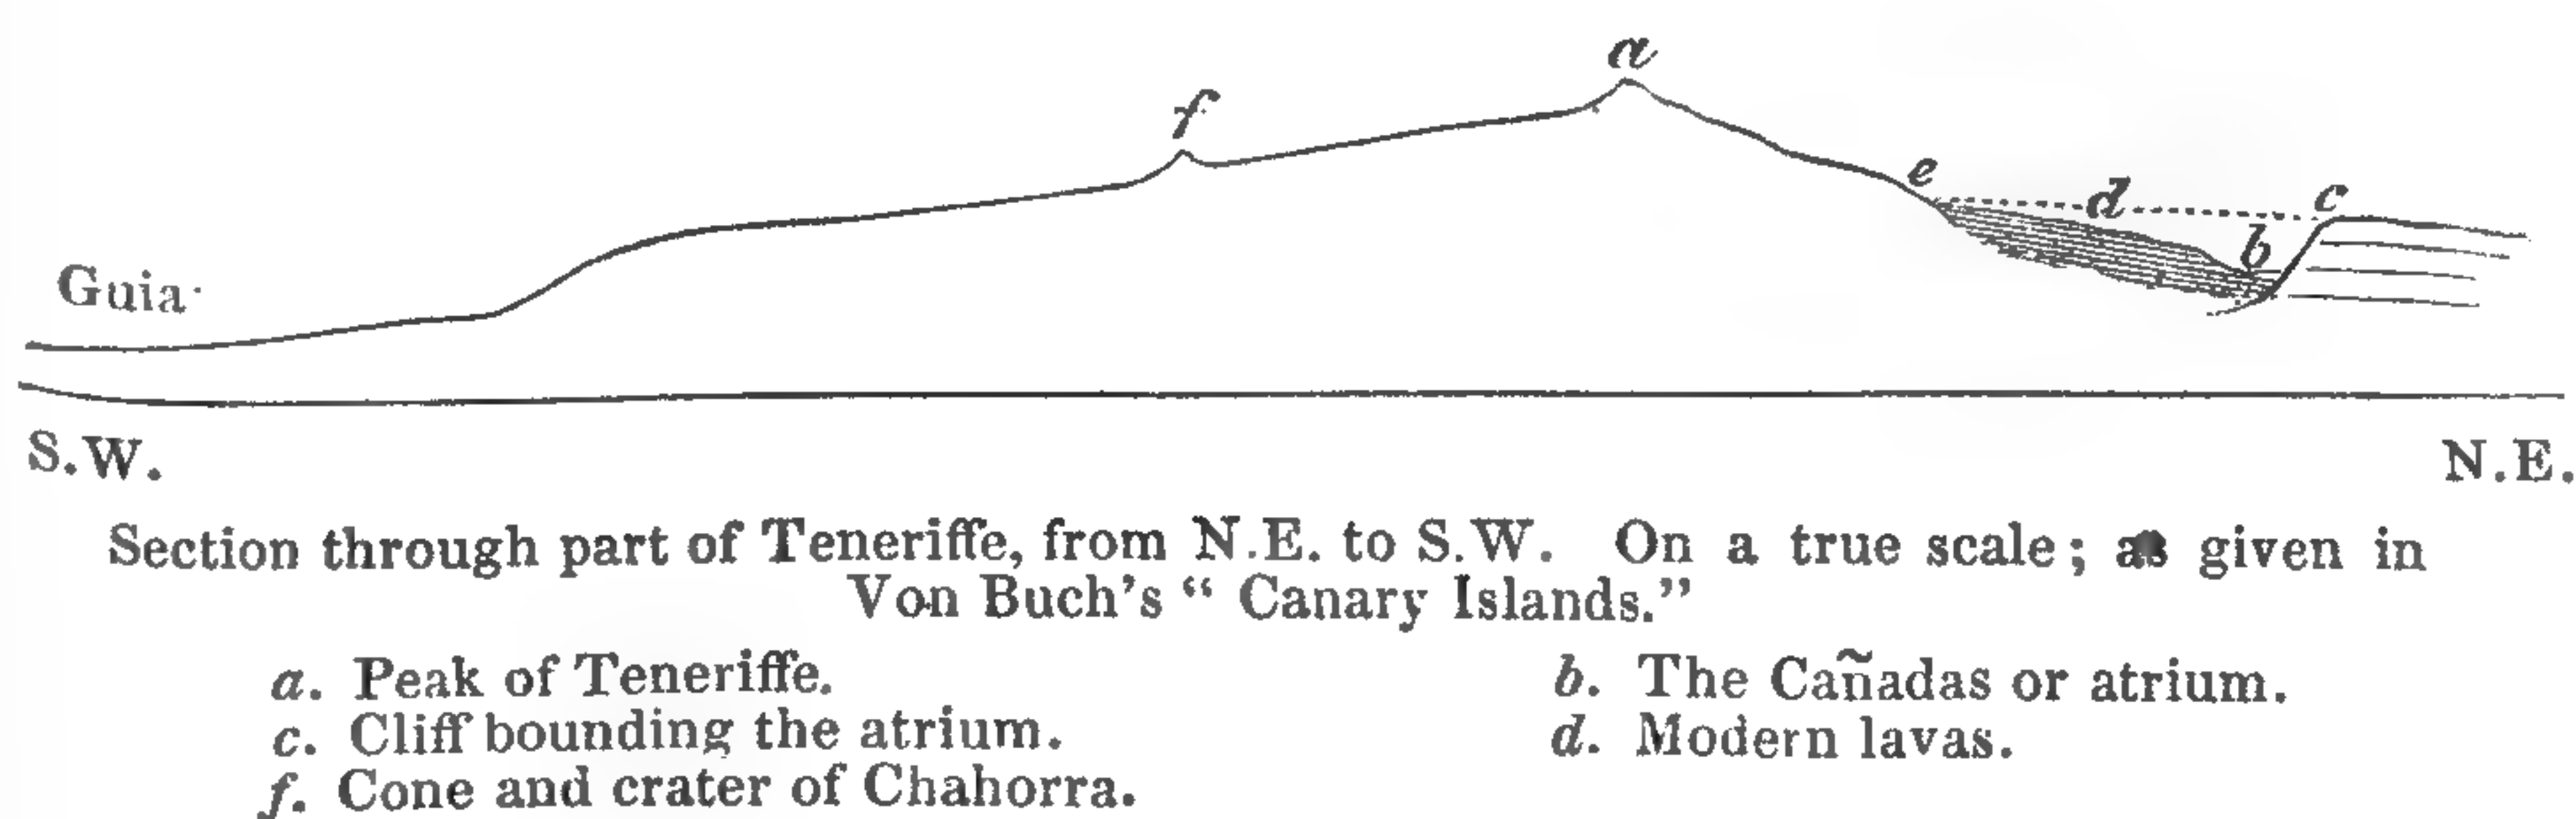 a
f
e
d
c
b
Guia
S.W.
N.E.
Section through part of Teneriffe, from N.E. to S.W. On a true scale; as given in
Von Buch's “ Canary Islands.”
a. Peak of Teneriffe.
b. The Cañadas or atrium.
c. Cliff bounding the atrium.
d. Modern lavas.
f. Cone and crater of Chahorra.